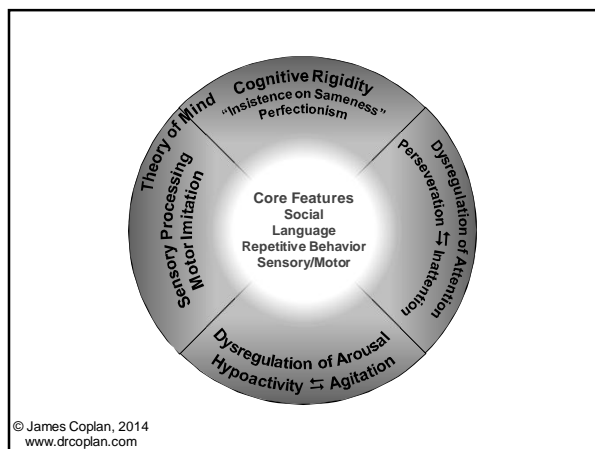 Cognitive Rigidity
"Insistence on Sameness"
Perfectionism
Theory of Mind
Sensory Processing
Motor Imitation
Core Features
Social
Language
Repetitive Behavior
Sensory/Motor
Dysregulation of Attention
Perseveration ⇆ Inattention
Dysregulation of Arousal
Hypoactivity ⇆ Agitation
© James Coplan, 2014
www.drcoplan.com